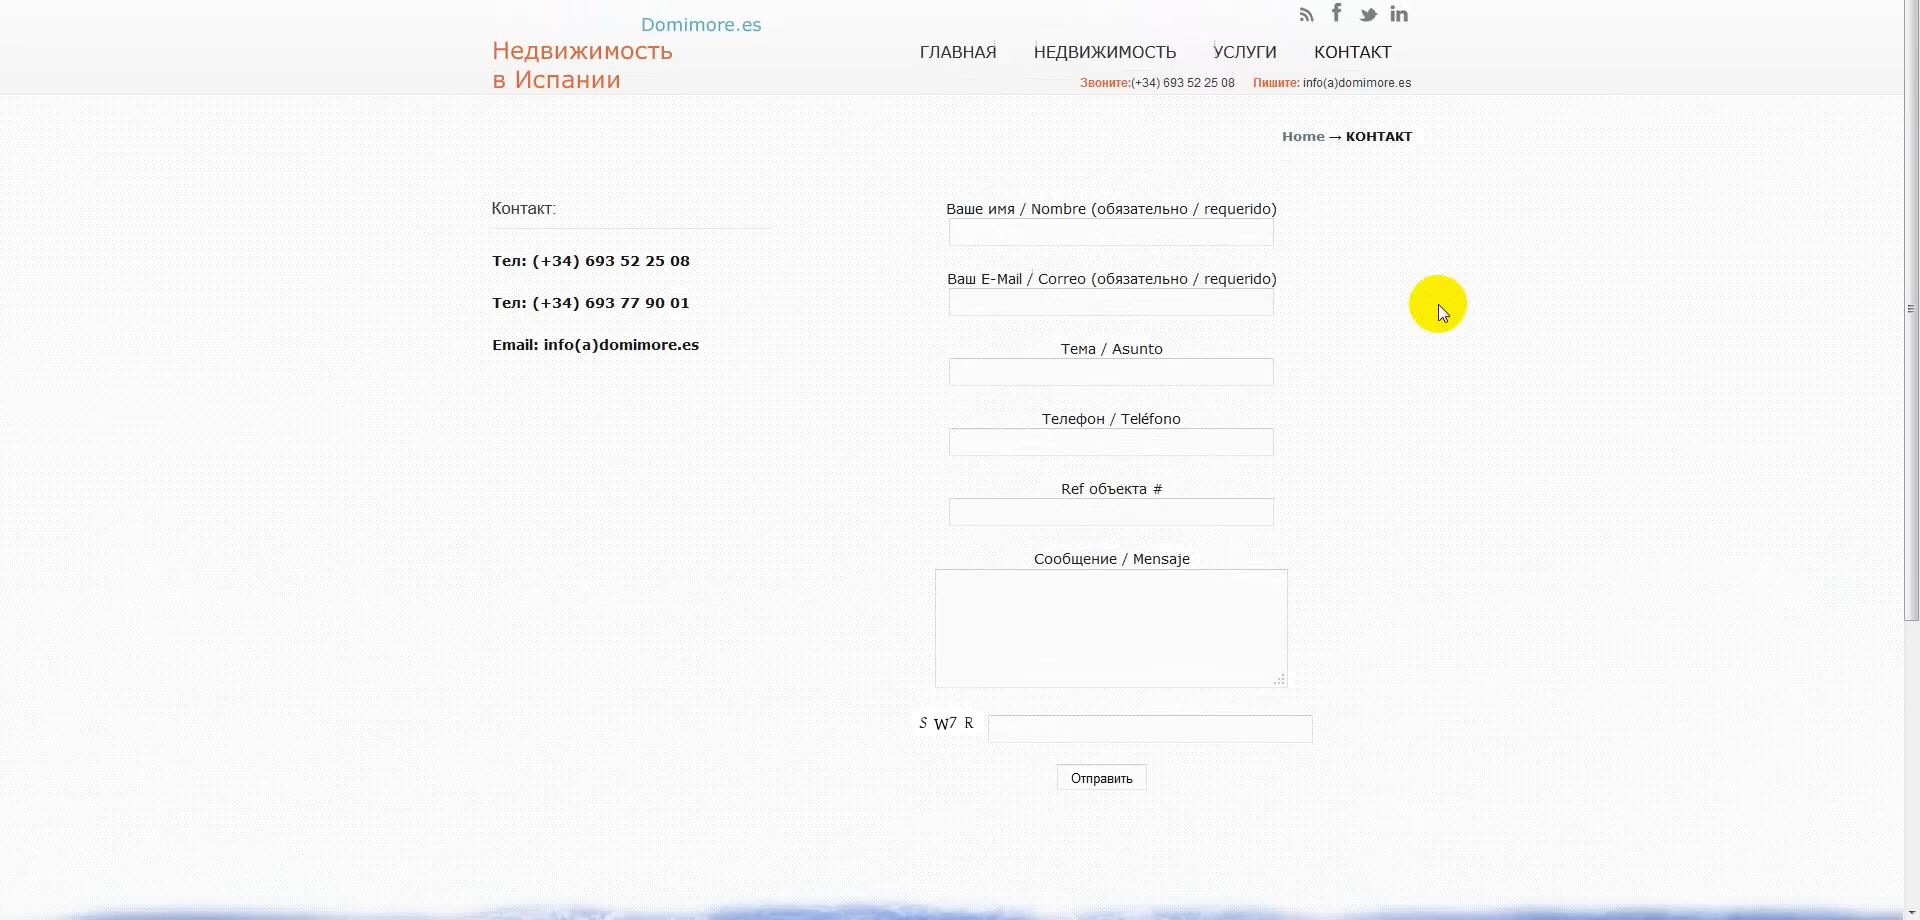 Domimore.es
Недвижимость
в Испании
ГЛАВНАЯ НЕДВИЖИМОСТЬ УСЛУГИ КОНТАКТ
Звоните:(+34) 693 52 25 08 Пишите: info(a)domimore.es
Home → КОНТАКТ
Контакт:
Тел: (+34) 693 52 25 08
Тел: (+34) 693 77 90 01
Email: info(a)domimore.es
Ваше имя / Nombre (обязательно / requerido)
Ваш E-Mail / Correo (обязательно / requerido)
Тема / Asunto
Телефон / Teléfono
Ref объекта #
Сообщение / Mensaje
S W7 R
Отправить